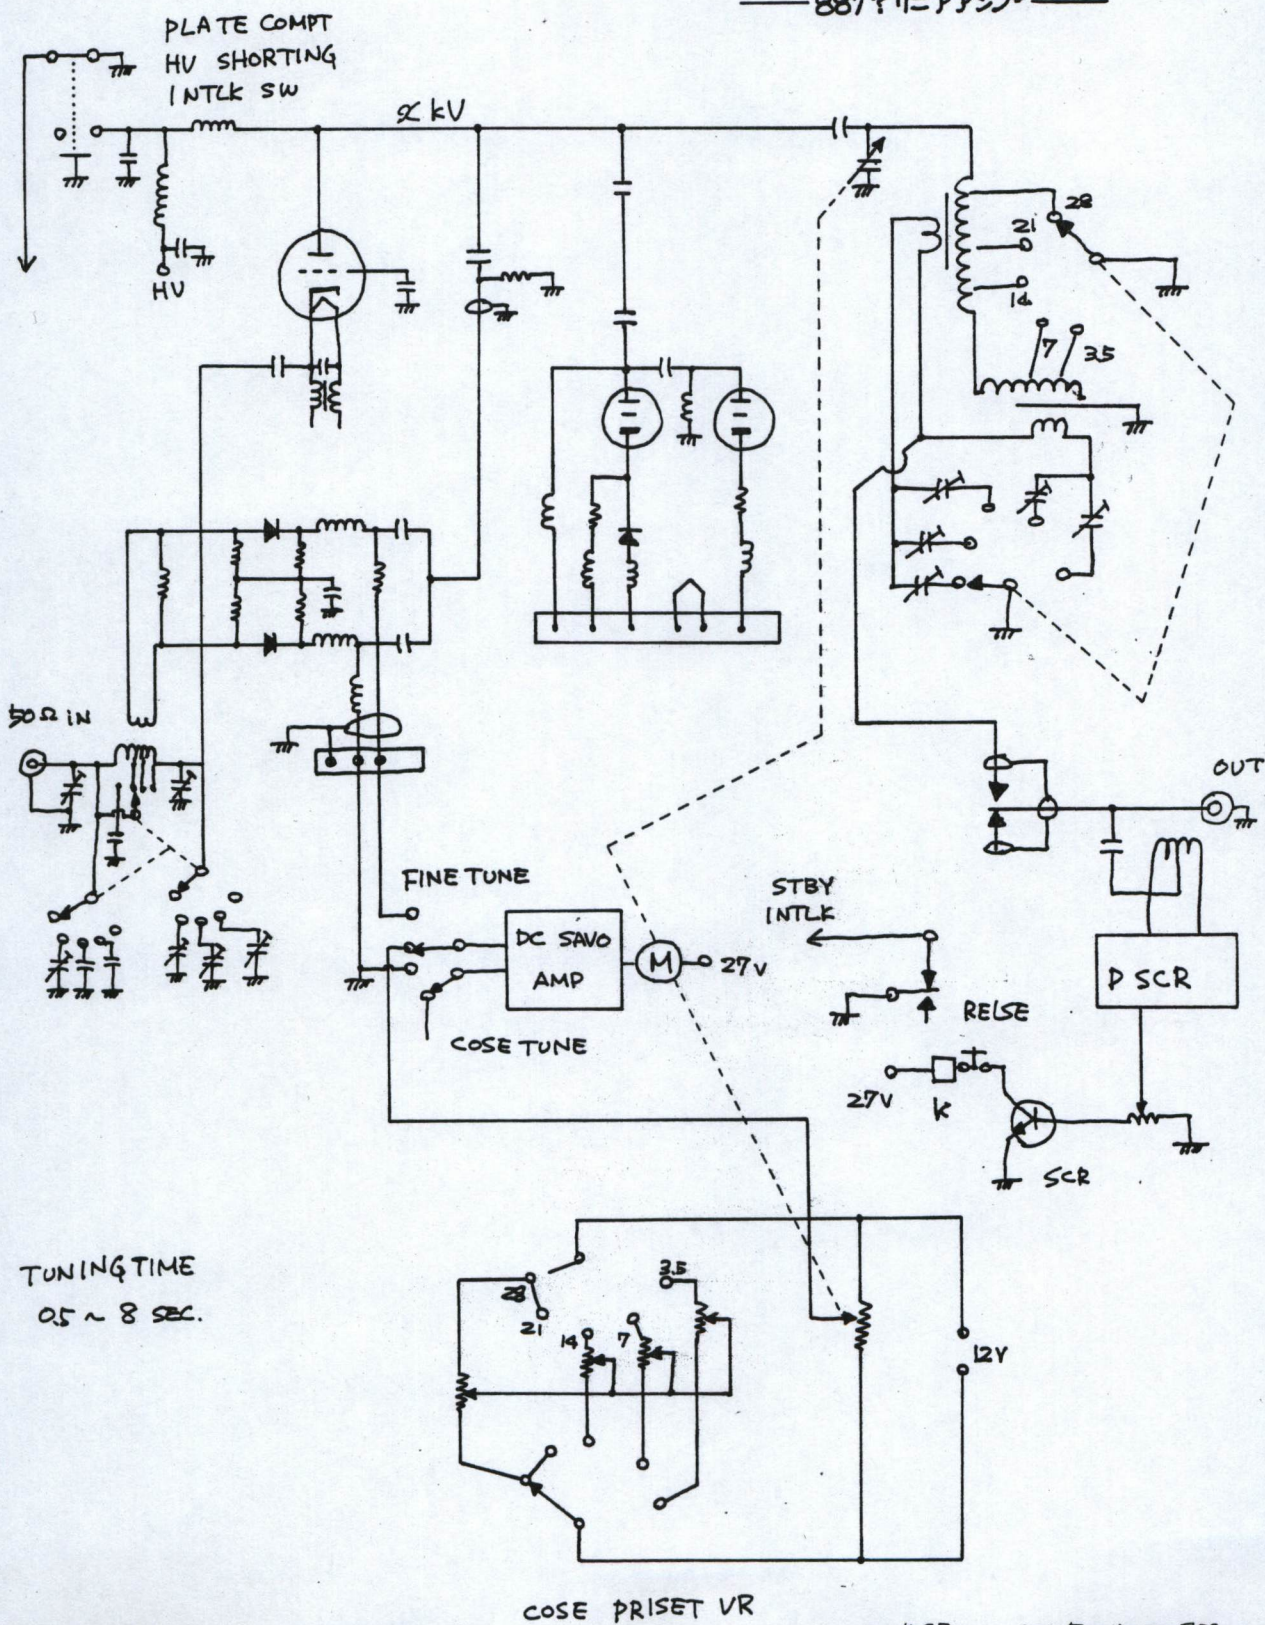 PLATE COMPT
HV SHORTING
INTLK SW
kV
HV
28
21
14
7
3.5
50Ω iN
OUT
FINE TUNE
DC SAVO
AMP
M
27V
COSE TUNE
STBY
INTLK
RELSE
P SCR
27V
K
SCR
TUNING TIME
0.5 ~ 8 SEC.
28
21
14
7
3.5
12V
COSE PRISET VR